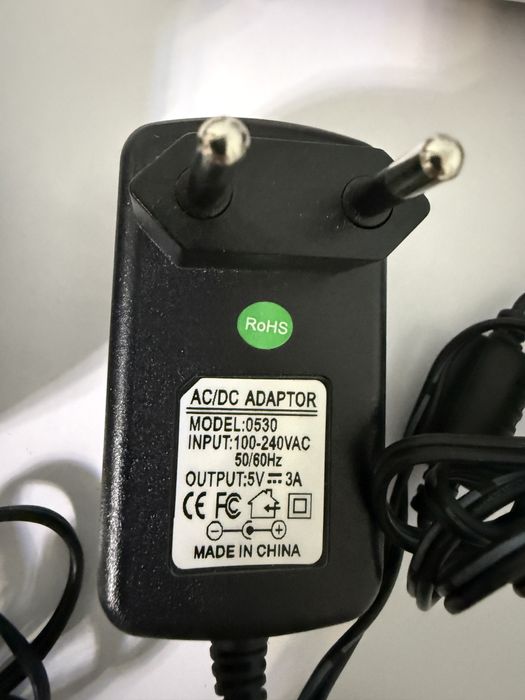 RoHS
AC/DC ADAPTOR
MODEL:0530
INPUT:100-240VAC
50/60Hz
OUTPUT:5V⎓3A
CE FC
MADE IN CHINA